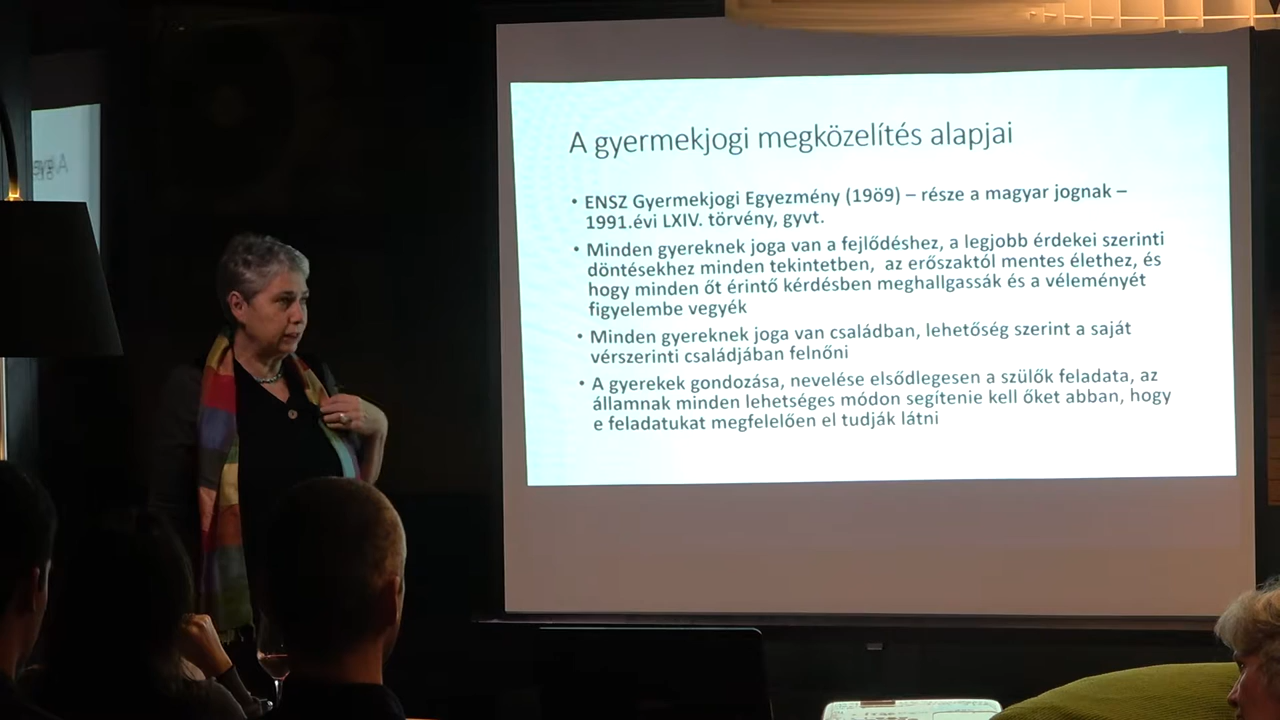 A gyermekjogi megközelítés alapjai
• ENSZ Gyermekjogi Egyezmény (19ö9) – része a magyar jognak –
1991.évi LXIV. törvény, gyvt.
• Minden gyereknek joga van a fejlődéshez, a legjobb érdekei szerinti
döntésekhez minden tekintetben, az erőszaktól mentes élethez, és
hogy minden őt érintő kérdésben meghallgassák és a véleményét
figyelembe vegyék
• Minden gyereknek joga van családban, lehetőség szerint a saját
vérszerinti családjában felnőni
• A gyerekek gondozása, nevelése elsődlegesen a szülők feladata, az
államnak minden lehetséges módon segítenie kell őket abban, hogy
e feladatukat megfelelően el tudják látni